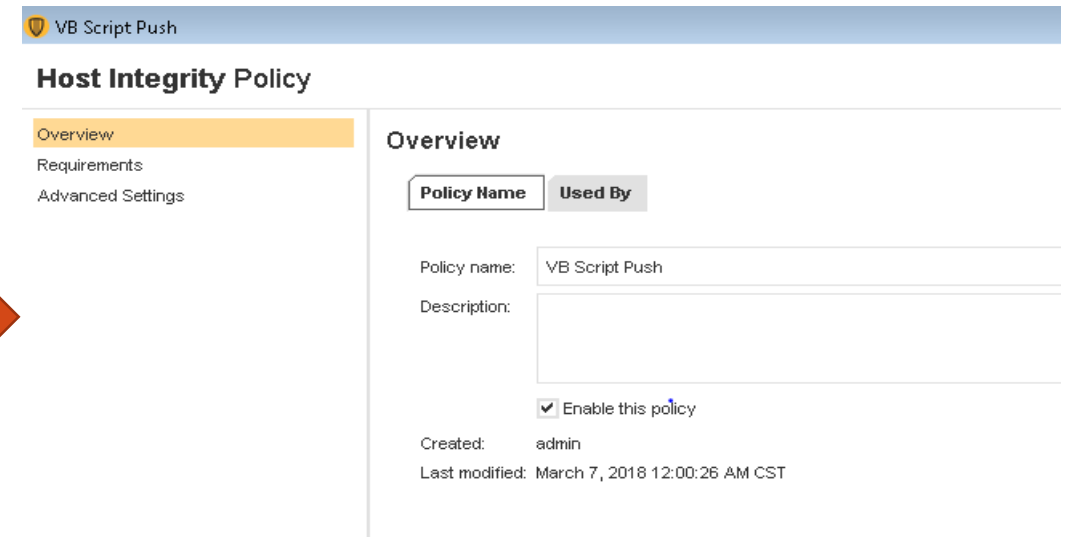 VB Script Push
Host Integrity Policy
Overview
Requirements
Advanced Settings
Overview
Policy Name Used By
Policy name: VB Script Push
Description:
Enable this policy
Created: admin
Last modified: March 7, 2018 12:00:26 AM CST